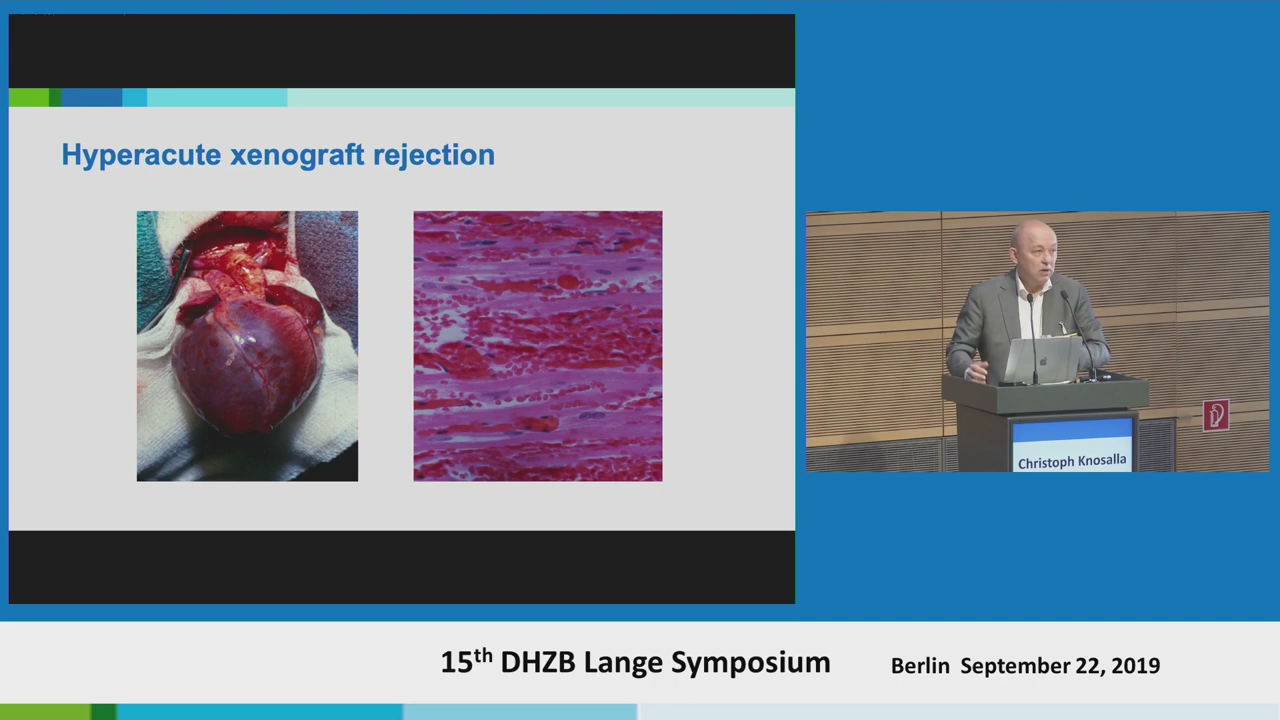 Hyperacute xenograft rejection
Christoph Knosalla
15th DHZB Lange Symposium
Berlin September 22, 2019